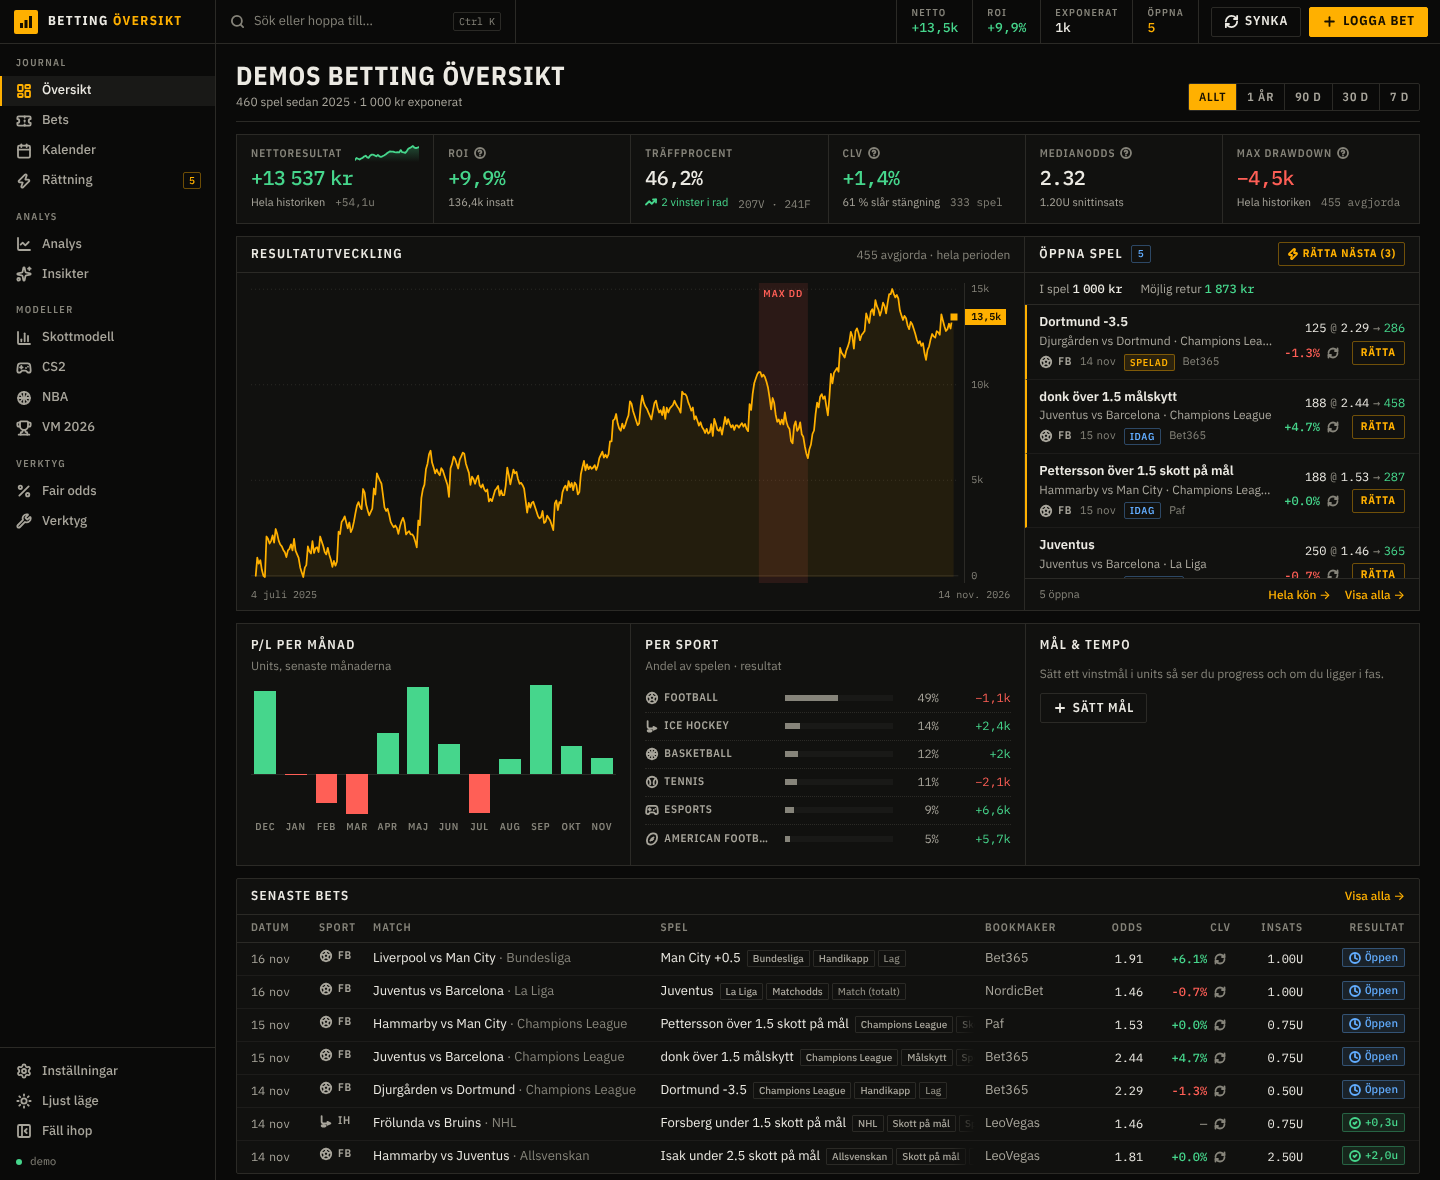 BETTING ÖVERSIKT
Sök eller hoppa till...
Ctrl K
NETTO
+13,5k
ROI
+9,9%
EXPONERAT
1k
ÖPPNA
5
SYNKA
LOGGA BET
JOURNAL
Översikt
Bets
Kalender
Rättning 5
ANALYS
Analys
Insikter
MODELLER
Skottmodell
CS2
NBA
VM 2026
VERKTYG
Fair odds
Verktyg
Inställningar
Ljust läge
Fäll ihop
demo
DEMOS BETTING ÖVERSIKT
460 spel sedan 2025 · 1 000 kr exponerat
ALLT 1 ÅR 90 D 30 D 7 D
NETTORESULTAT
+13 537 kr
Hela historiken +54,1u
ROI
+9,9%
136,4k insatt
TRÄFFPROCENT
46,2%
2 vinster i rad 207V · 241F
CLV
+1,4%
61 % slår stängning 333 spel
MEDIANODDS
2.32
1.20U snittinsats
MAX DRAWDOWN
−4,5k
Hela historiken 455 avgjorda
RESULTATUTVECKLING
455 avgjorda · hela perioden
MAX DD
15k
13,5k
10k
5k
0
4 juli 2025
14 nov. 2026
ÖPPNA SPEL 5
RÄTTA NÄSTA (3)
I spel 1 000 kr Möjlig retur 1 873 kr
Dortmund -3.5
125 @ 2.29 → 286
Djurgården vs Dortmund · Champions Lea...
-1.3% RÄTTA
FB 14 nov SPELAD Bet365
donk över 1.5 målskytt
188 @ 2.44 → 458
Juventus vs Barcelona · Champions League
+4.7% RÄTTA
FB 15 nov IDAG Bet365
Pettersson över 1.5 skott på mål
188 @ 1.53 → 287
Hammarby vs Man City · Champions Leag...
+0.0% RÄTTA
FB 15 nov IDAG Paf
Juventus
250 @ 1.46 → 365
Juventus vs Barcelona · La Liga
-0.7% RÄTTA
5 öppna
Hela kön → Visa alla →
P/L PER MÅNAD
Units, senaste månaderna
DEC JAN FEB MAR APR MAJ JUN JUL AUG SEP OKT NOV
PER SPORT
Andel av spelen · resultat
FOOTBALL 49% −1,1k
ICE HOCKEY 14% +2,4k
BASKETBALL 12% +2k
TENNIS 11% −2,1k
ESPORTS 9% +6,6k
AMERICAN FOOTB... 5% +5,7k
MÅL & TEMPO
Sätt ett vinstmål i units så ser du progress och om du ligger i fas.
SÄTT MÅL
SENASTE BETS
Visa alla →
DATUM SPORT MATCH SPEL BOOKMAKER ODDS CLV INSATS RESULTAT
16 nov FB Liverpool vs Man City · Bundesliga Man City +0.5 Bundesliga Handikapp Lag Bet365 1.91 +6.1% 1.00U Öppen
16 nov FB Juventus vs Barcelona · La Liga Juventus La Liga Matchodds Match (totalt) NordicBet 1.46 -0.7% 1.00U Öppen
15 nov FB Hammarby vs Man City · Champions League Pettersson över 1.5 skott på mål Champions League Sk Paf 1.53 +0.0% 0.75U Öppen
15 nov FB Juventus vs Barcelona · Champions League donk över 1.5 målskytt Champions League Målskytt Sp Bet365 2.44 +4.7% 0.75U Öppen
14 nov FB Djurgården vs Dortmund · Champions League Dortmund -3.5 Champions League Handikapp Lag Bet365 2.29 -1.3% 0.50U Öppen
14 nov IH Frölunda vs Bruins · NHL Forsberg under 1.5 skott på mål NHL Skott på mål LeoVegas 1.46 – 0.75U +0,3u
14 nov FB Hammarby vs Juventus · Allsvenskan Isak under 2.5 skott på mål Allsvenskan Skott på mål LeoVegas 1.81 +0.0% 2.50U +2,0u